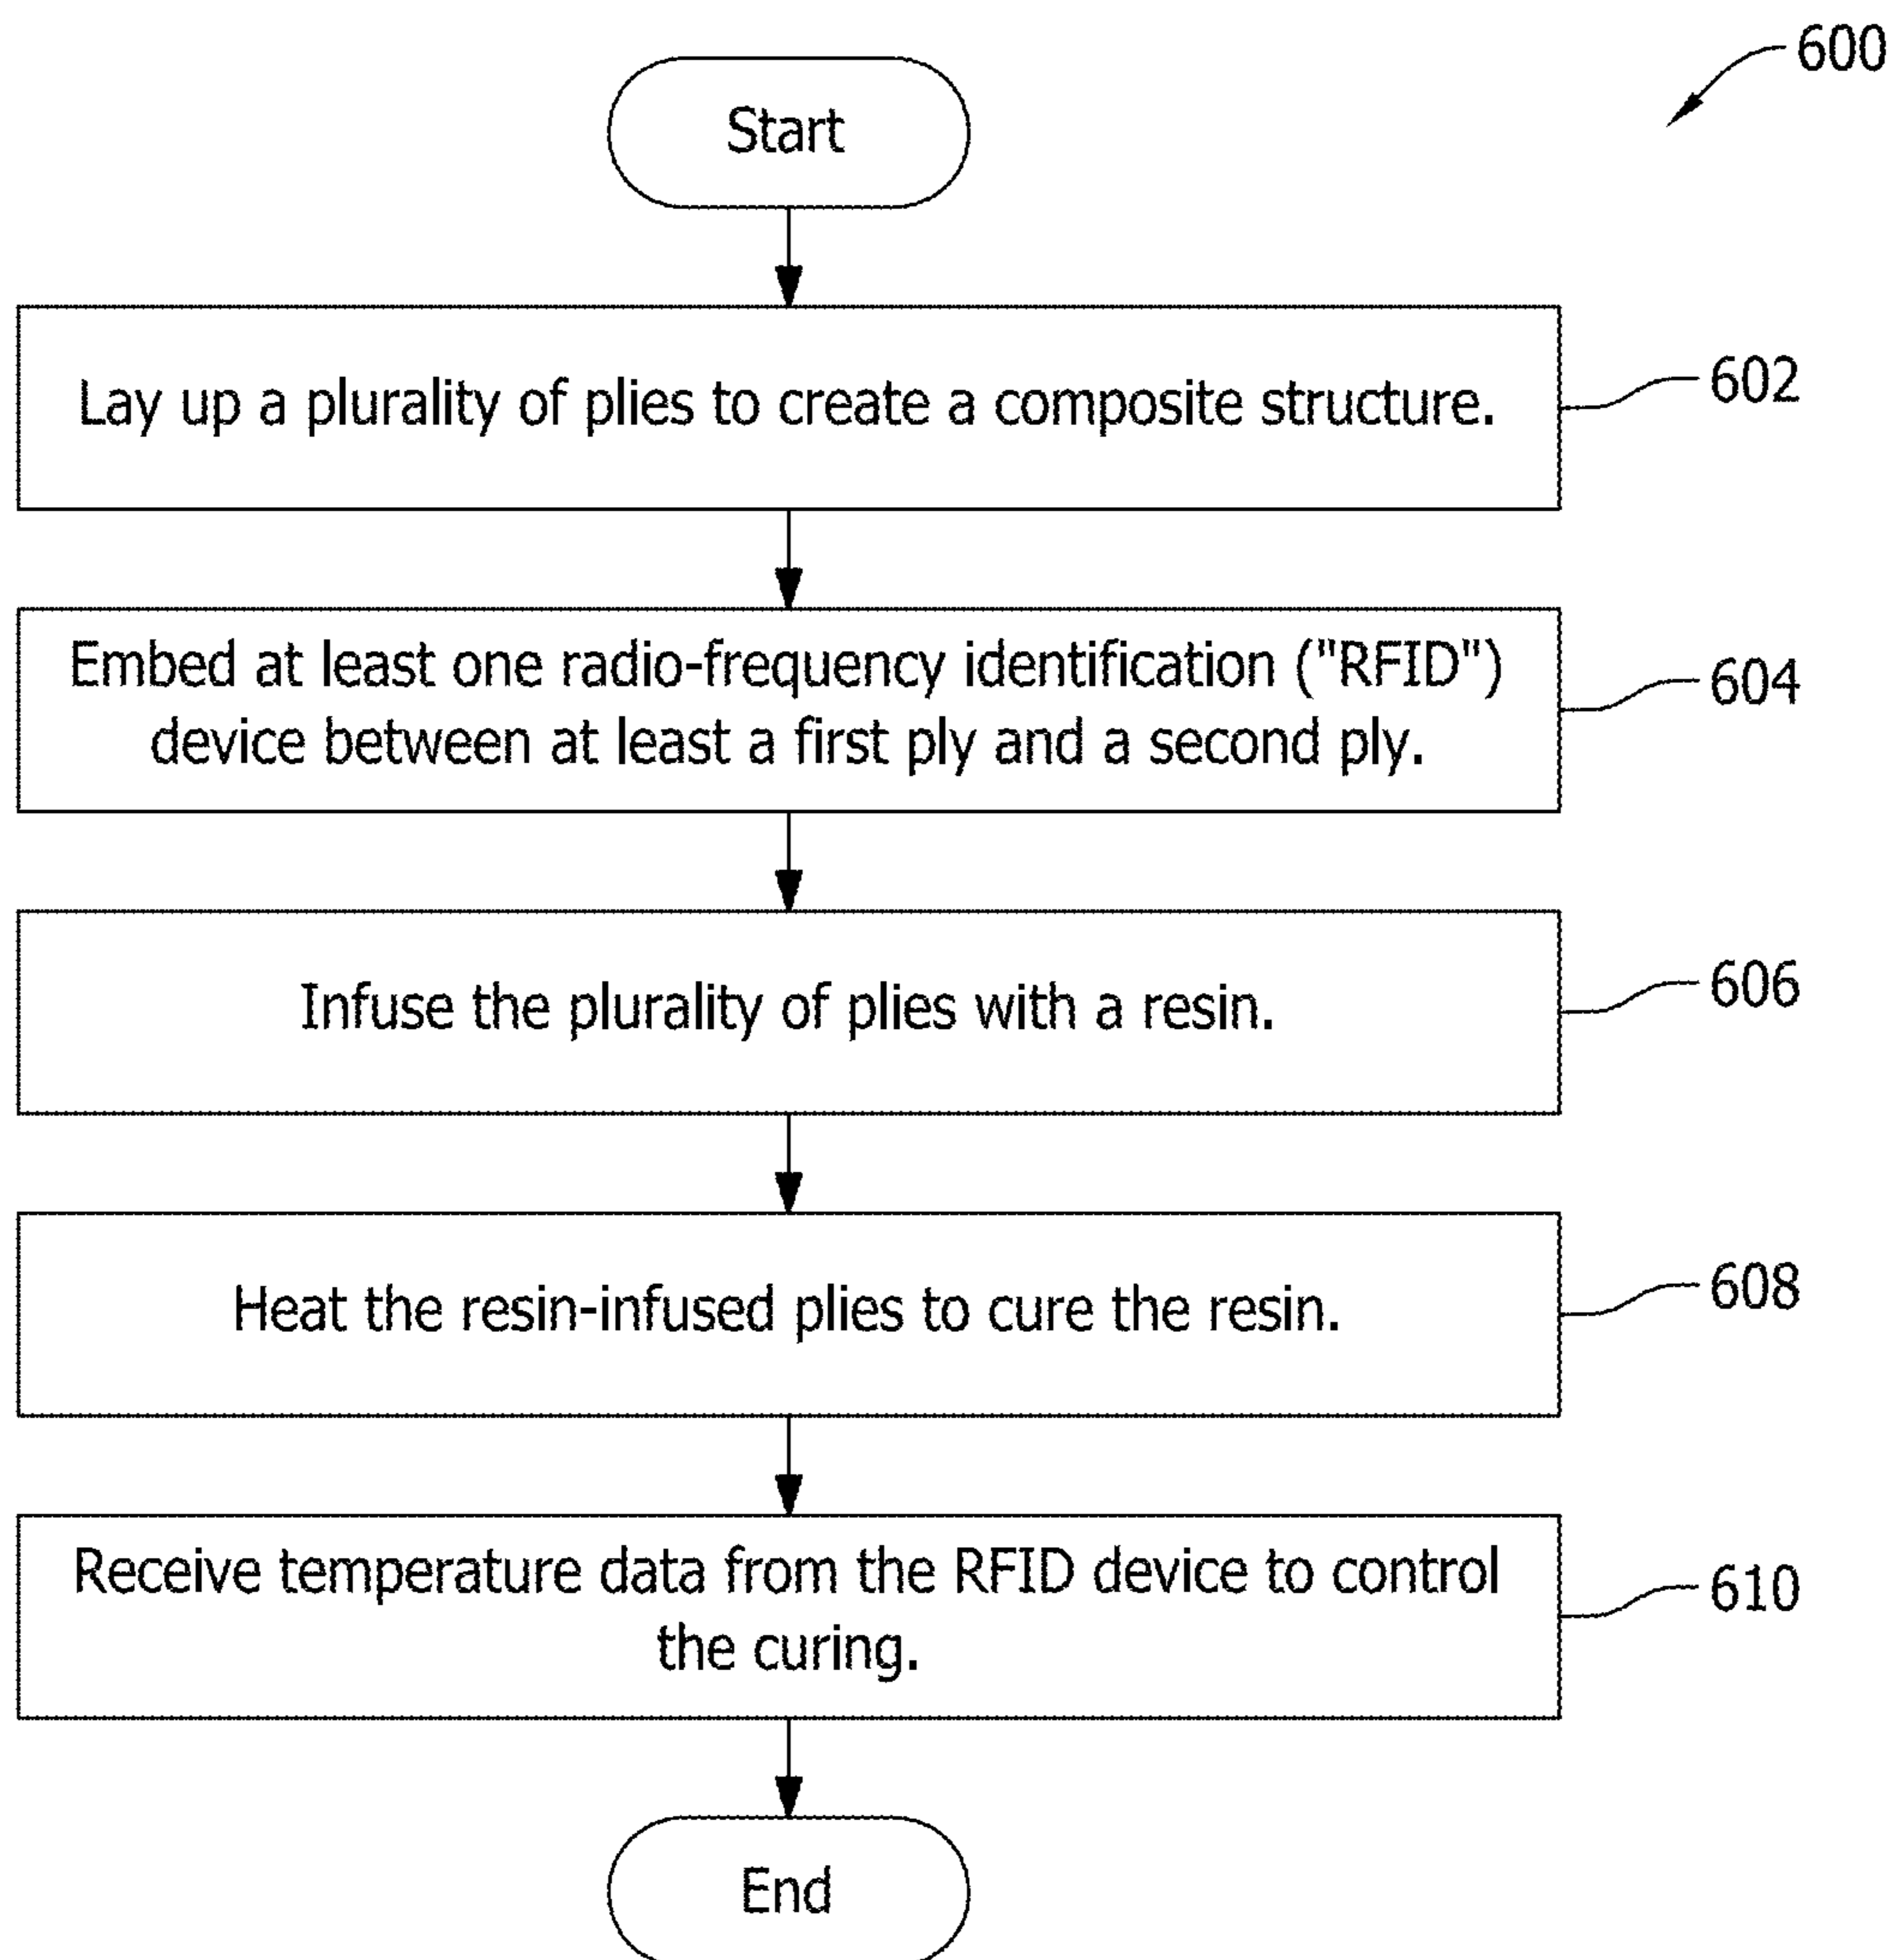 600
Start
Lay up a plurality of plies to create a composite structure.
602
Embed at least one radio-frequency identification ("RFID")
device between at least a first ply and a second ply.
604
Infuse the plurality of plies with a resin.
606
Heat the resin-infused plies to cure the resin.
608
Receive temperature data from the RFID device to control
the curing.
610
End